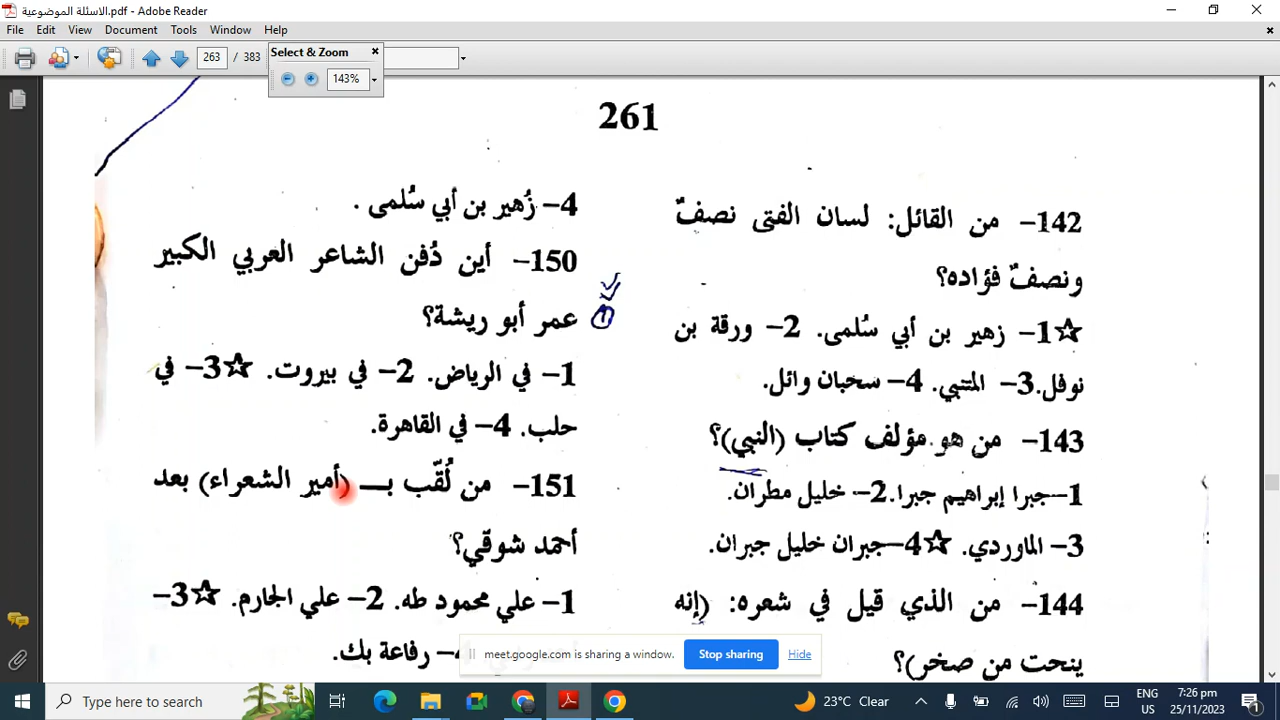 الاسئلة الموضوعية.pdf - Adobe Reader
File Edit View Document Tools Window Help
263 / 383
Select & Zoom
143%
261
142- من القائل: لسان الفتى نصفٌ
ونصفٌ فؤاده؟
☆1- زهير بن أبي سُلمى. 2- ورقة بن
نوفل. 3- المتنبي. 4- سحبان وائل.
143- من هو مؤلف كتاب (النبي)؟
1-جبرا إبراهيم جبرا. 2- خليل مطران.
3- الماوردي. ☆4-جبران خليل جبران.
144- من الذي قيل في شعره: (إنه
ينحت من صخر)؟
4- زُهير بن أبي سُلمى .
150- أين دُفن الشاعر العربي الكبير
عمر أبو ريشة؟
1- في الرياض. 2- في بيروت. ☆3- في
حلب. 4- في القاهرة.
151- من لُقّب بـــ (أمير الشعراء) بعد
أحمد شوقي؟
1- علي محمود طه. 2- علي الجارم. ☆3-
4- رفاعة بك.
meet.google.com is sharing a window. Stop sharing Hide
Type here to search
23°C Clear
ENG
US
7:26 pm
25/11/2023
1